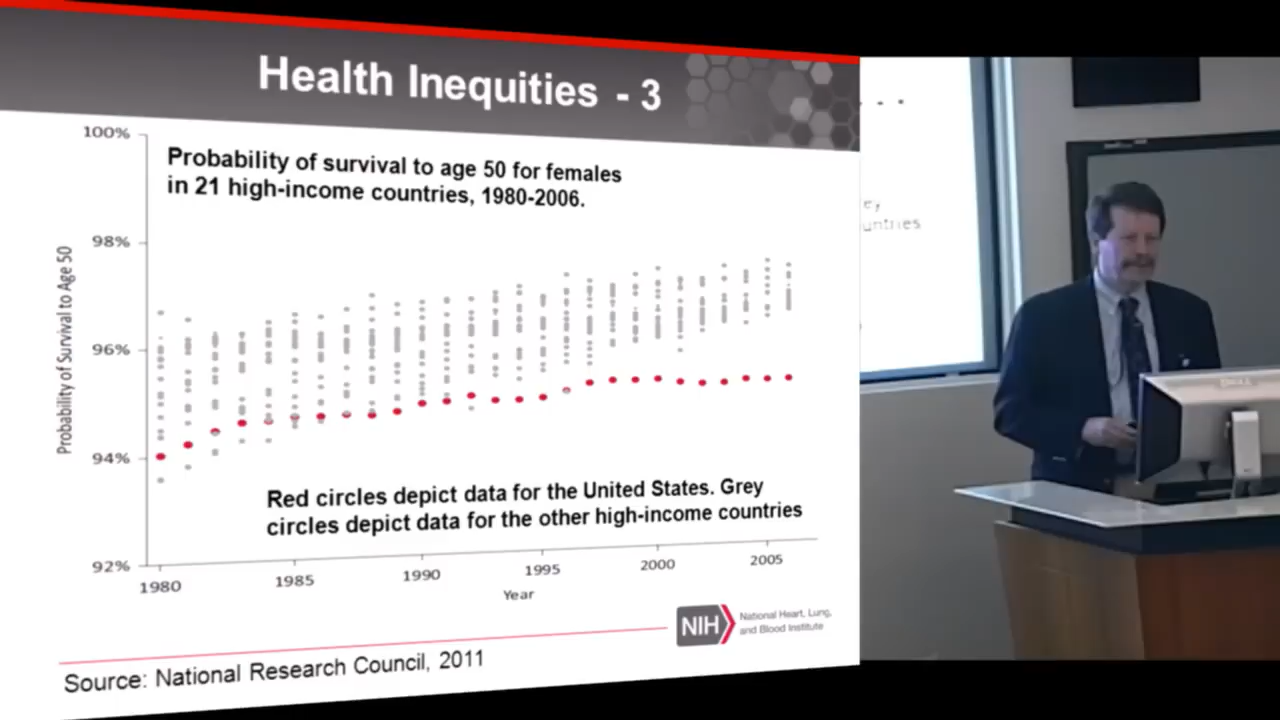 Health Inequities - 3
100%
Probability of survival to age 50 for females
in 21 high-income countries, 1980-2006.
98%
96%
94%
92%
Probability of Survival to Age 50
Red circles depict data for the United States. Grey
circles depict data for the other high-income countries
1980
1985
1990
1995
2000
2005
Year
NIH
National Heart, Lung,
and Blood Institute
Source: National Research Council, 2011
untries
DELL